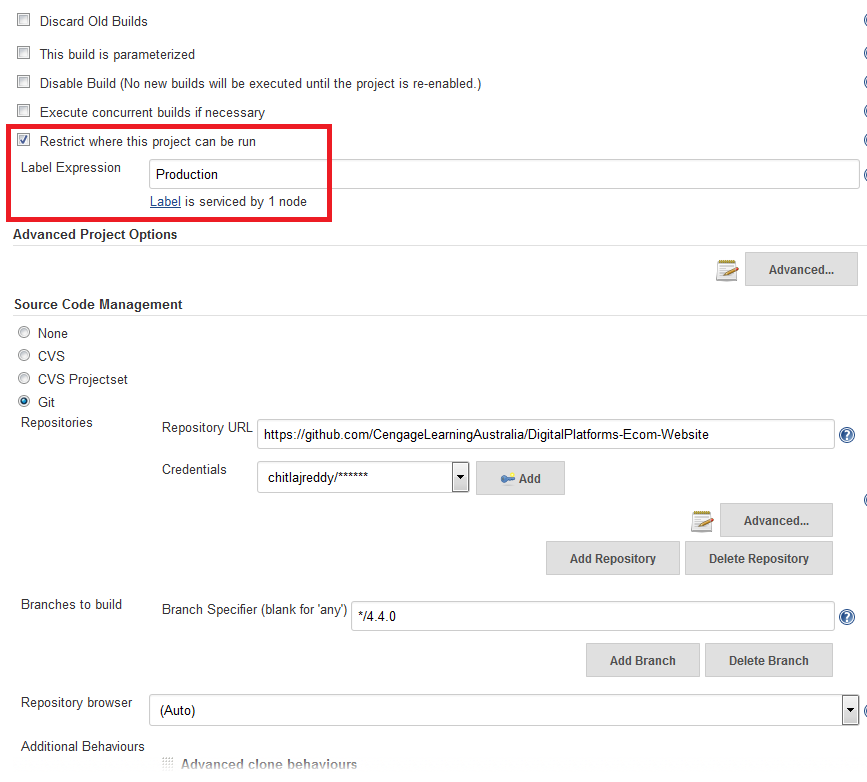 Discard Old Builds
This build is parameterized
Disable Build (No new builds will be executed until the project is re-enabled.)
Execute concurrent builds if necessary
Restrict where this project can be run
Label Expression
Production
Label is serviced by 1 node
Advanced Project Options
Advanced...
Source Code Management
None
CVS
CVS Projectset
Git
Repositories
Repository URL
https://github.com/CengageLearningAustralia/DigitalPlatforms-Ecom-Website
?
Credentials
chitlajreddy/******
Add
Advanced...
Add Repository
Delete Repository
Branches to build
Branch Specifier (blank for 'any')
*/4.4.0
?
Add Branch
Delete Branch
Repository browser
(Auto)
Additional Behaviours
Advanced clone behaviours